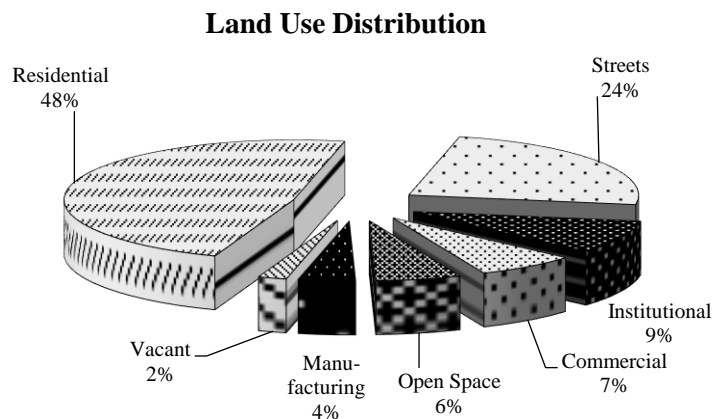 Land Use Distribution
Residential
48%
Streets
24%
Institutional
9%
Commercial
7%
Open Space
6%
Manu-
facturing
4%
Vacant
2%